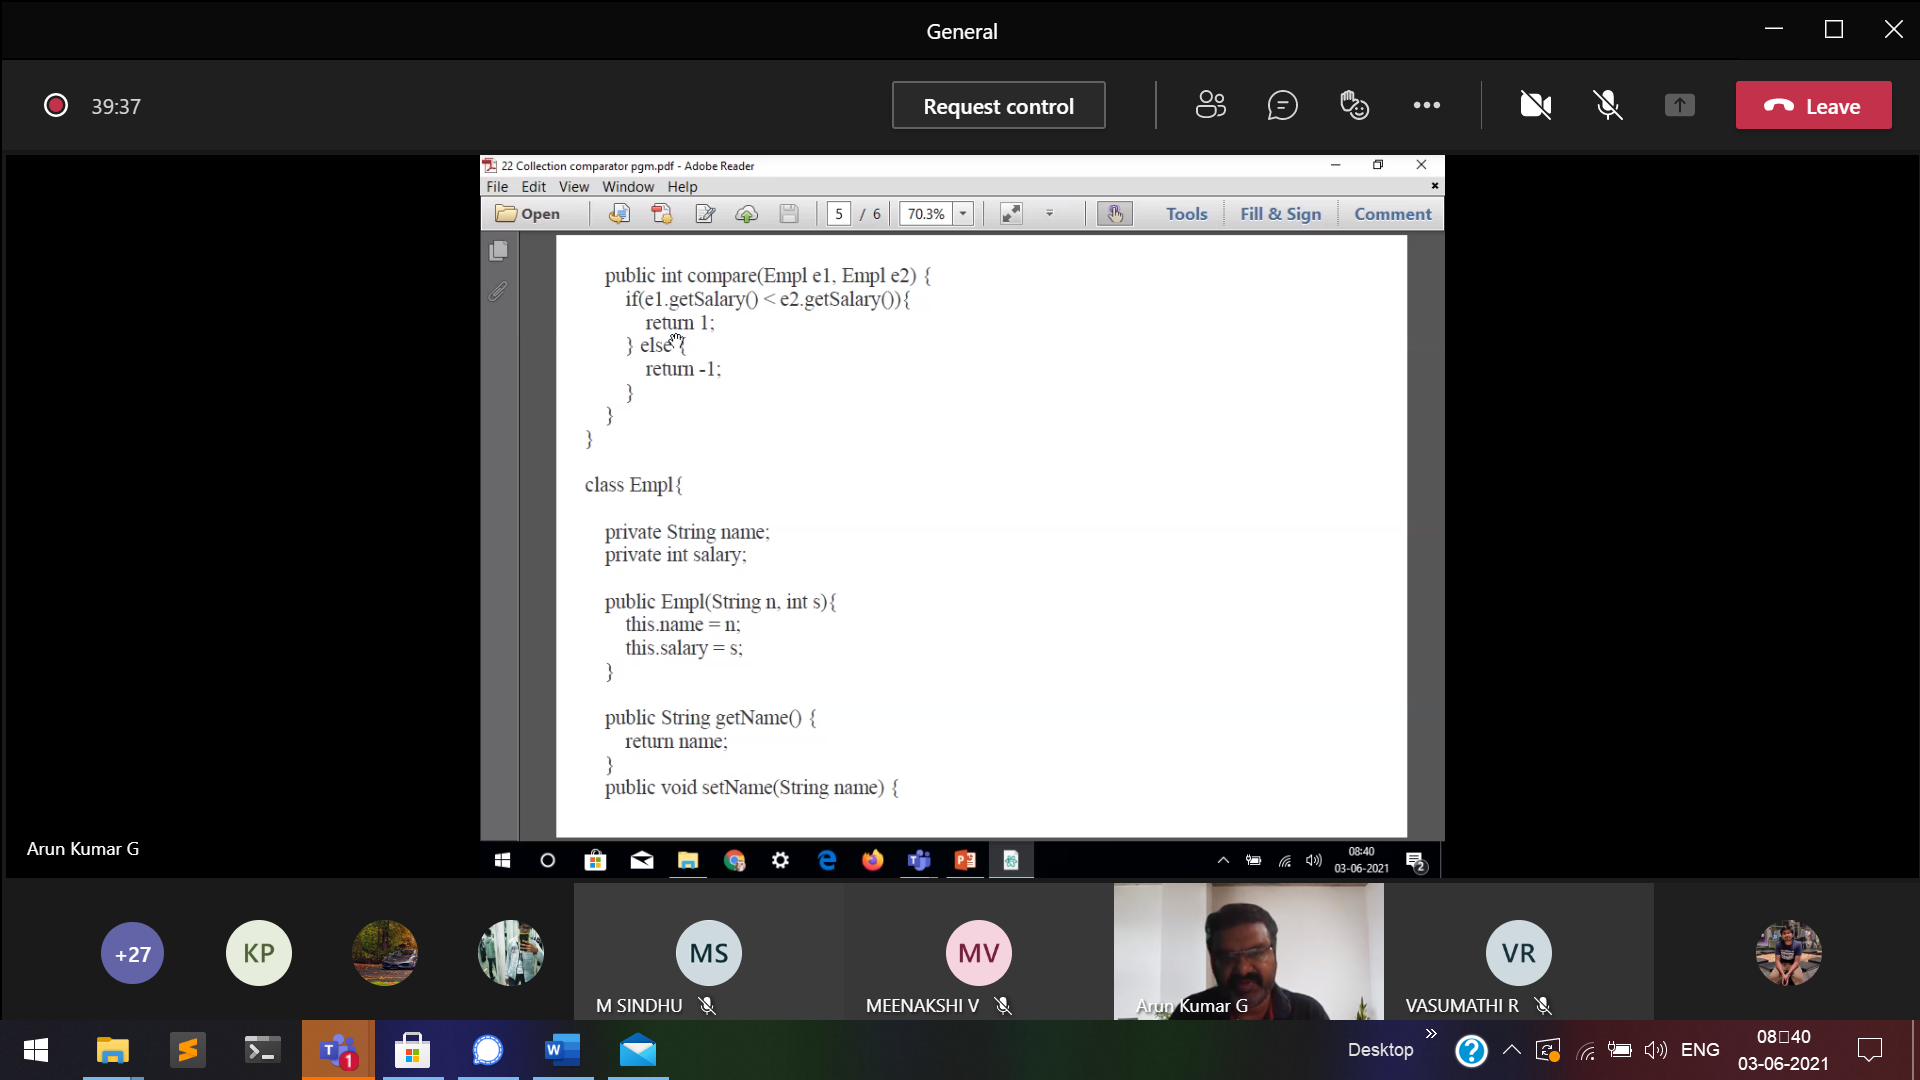 General
39:37
Request control
Leave
22 Collection comparator pgm.pdf - Adobe Reader
File Edit View Window Help
Open
5 / 6
70.3%
Tools
Fill & Sign
Comment
public int compare(Empl e1, Empl e2) {
if(e1.getSalary() < e2.getSalary()){
return 1;
} else {
return -1;
}
}
}
class Empl{
private String name;
private int salary;
public Empl(String n, int s){
this.name = n;
this.salary = s;
}
public String getName() {
return name;
}
public void setName(String name) {
Arun Kumar G
08:40
03-06-2021
2
+27
KP
MS
M SINDHU
MV
MEENAKSHI V
Arun Kumar G
VR
VASUMATHI R
T
1
W
Desktop
»
?
ENG
08▯40
03-06-2021